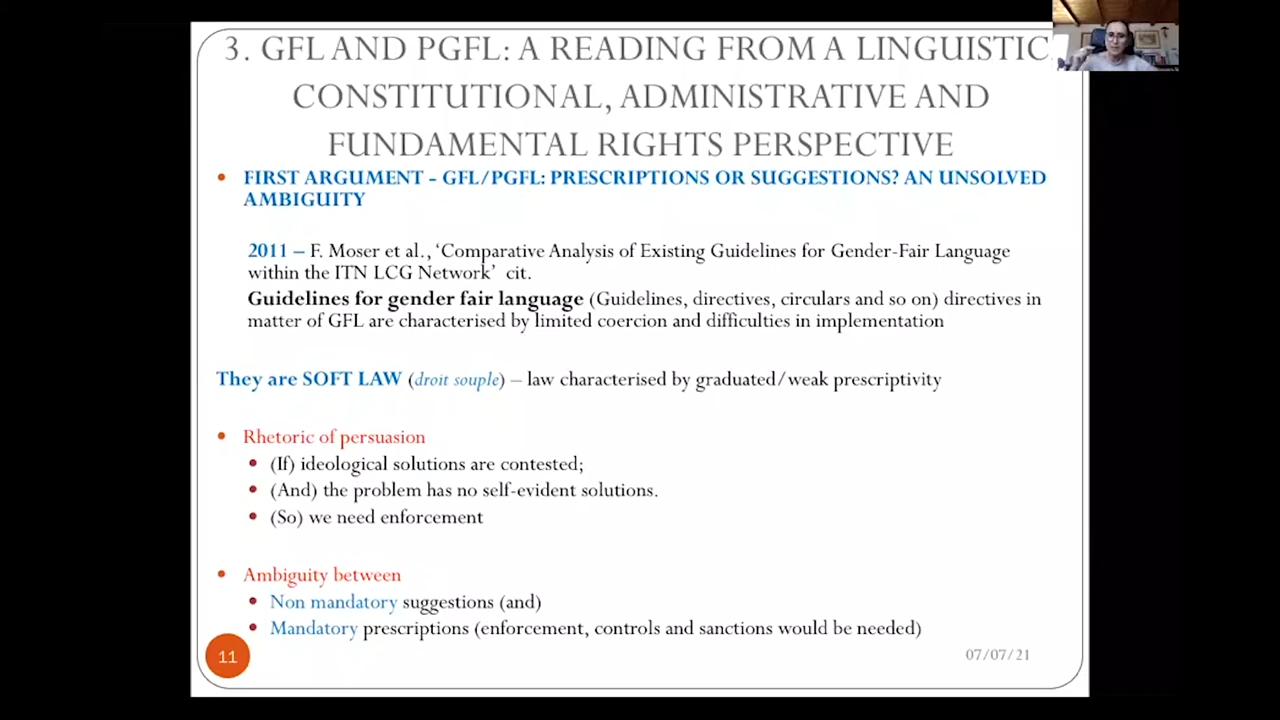 3. GFL AND PGFL: A READING FROM A LINGUISTIC,
CONSTITUTIONAL, ADMINISTRATIVE AND
FUNDAMENTAL RIGHTS PERSPECTIVE
• FIRST ARGUMENT - GFL/PGFL: PRESCRIPTIONS OR SUGGESTIONS? AN UNSOLVED
AMBIGUITY
2011 – F. Moser et al., ‘Comparative Analysis of Existing Guidelines for Gender-Fair Language
within the ITN LCG Network’ cit.
Guidelines for gender fair language (Guidelines, directives, circulars and so on) directives in
matter of GFL are characterised by limited coercion and difficulties in implementation
They are SOFT LAW (droit souple) – law characterised by graduated/weak prescriptivity
• Rhetoric of persuasion
• (If) ideological solutions are contested;
• (And) the problem has no self-evident solutions.
• (So) we need enforcement
• Ambiguity between
• Non mandatory suggestions (and)
• Mandatory prescriptions (enforcement, controls and sanctions would be needed)
11
07/07/21